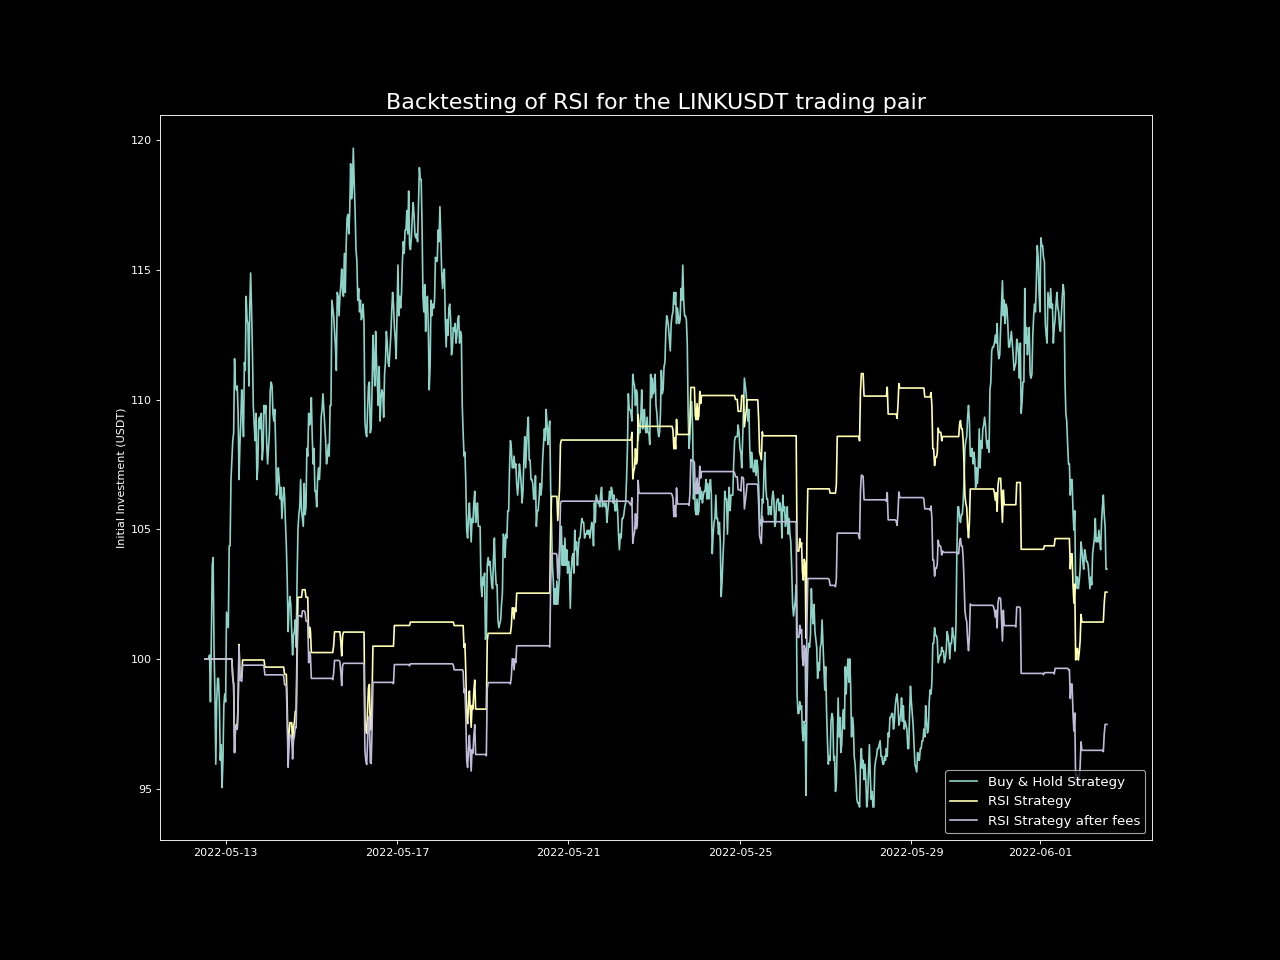 Backtesting of RSI for the LINKUSDT trading pair
Initial Investment (USDT)
120
115
110
105
100
95
2022-05-13
2022-05-17
2022-05-21
2022-05-25
2022-05-29
2022-06-01
Buy & Hold Strategy
RSI Strategy
RSI Strategy after fees